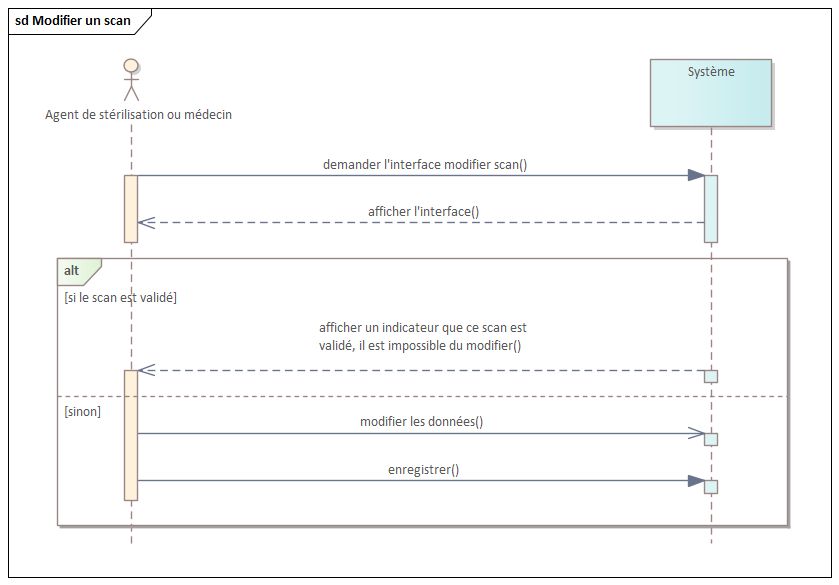 sd Modifier un scan
Agent de stérilisation ou médecin
Système
demander l'interface modifier scan()
afficher l'interface()
alt
[si le scan est validé]
afficher un indicateur que ce scan est
validé, il est impossible du modifier()
[sinon]
modifier les données()
enregistrer()